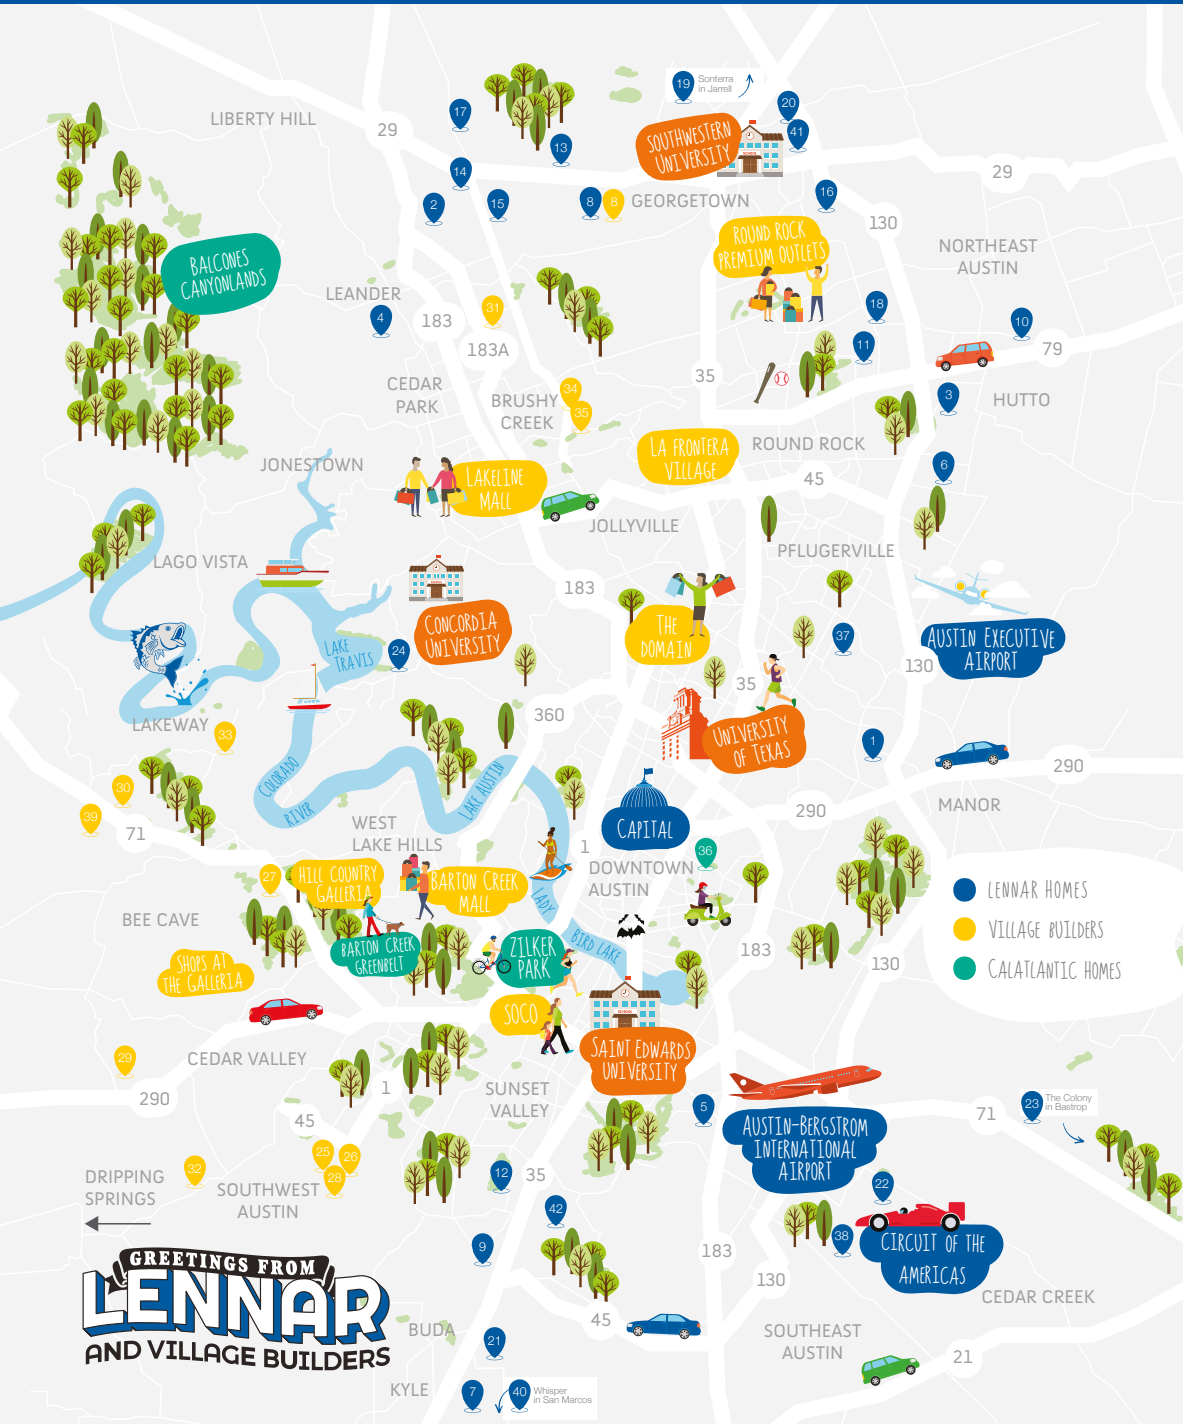 19
Sonterra
in Jarrell
20
17
LIBERTY HILL
29
41
SOUTHWESTERN
UNIVERSITY
SCHOOL
13
14
29
2
15
8
8
GEORGETOWN
16
130
ROUND ROCK
PREMIUM OUTLETS
NORTHEAST
AUSTIN
BALCONES
CANYONLANDS
LEANDER
4
183
31
183A
18
10
11
79
35
CEDAR
PARK
BRUSHY
CREEK
34
35
3
HUTTO
LA FRONTERA
VILLAGE
ROUND ROCK
JONESTOWN
LAKELINE
MALL
6
45
JOLLYVILLE
PFLUGERVILLE
LAGO VISTA
183
CONCORDIA
UNIVERSITY
THE
DOMAIN
37
AUSTIN EXECUTIVE
AIRPORT
LAKE
TRAVIS
24
130
35
LAKEWAY
33
360
UNIVERSITY
OF TEXAS
1
290
COLORADO
RIVER
LAKE AUSTIN
30
39
71
290
MANOR
WEST
LAKE HILLS
CAPITAL
1
36
DOWNTOWN
AUSTIN
27
HILL COUNTRY
GALLERIA
BARTON CREEK
MALL
LENNAR HOMES
VILLAGE BUILDERS
CALATLANTIC HOMES
LADY
BIRD LAKE
BEE CAVE
BARTON CREEK
GREENBELT
ZILKER
PARK
183
130
SHOPS AT
THE GALLERIA
SOCO
SCHOOL
SAINT EDWARDS
UNIVERSITY
CEDAR VALLEY
29
290
1
SUNSET
VALLEY
45
5
71
23
The Colony
in Bastrop
AUSTIN-BERGSTROM
INTERNATIONAL
AIRPORT
25
26
28
32
DRIPPING
SPRINGS
SOUTHWEST
AUSTIN
12
35
22
42
38
CIRCUIT OF THE
AMERICAS
9
183
130
CEDAR CREEK
GREETINGS FROM
LENNAR
AND VILLAGE BUILDERS
45
BUDA
21
SOUTHEAST
AUSTIN
21
KYLE
7
40
Whisper
in San Marcos